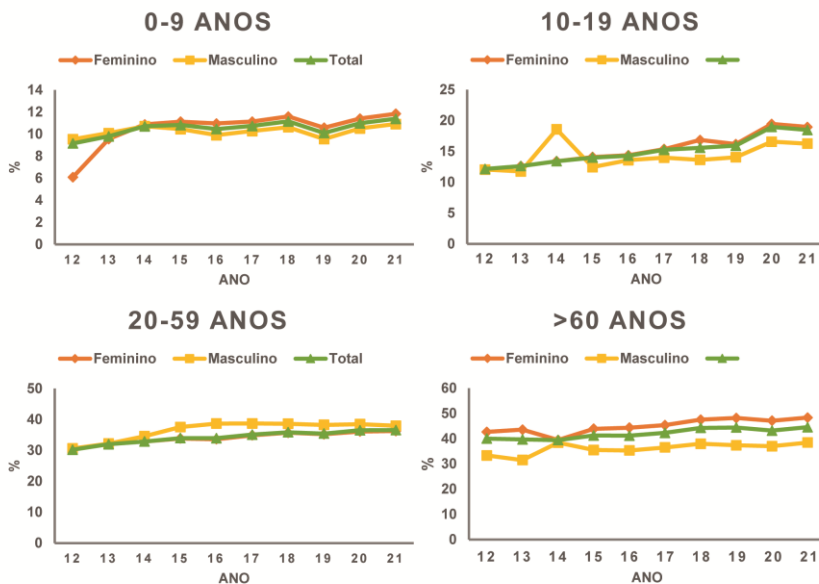 0-9 ANOS
Feminino Masculino Total
14
12
10
8
6
4
2
0
%
12 13 14 15 16 17 18 19 20 21
ANO
10-19 ANOS
Feminino Masculino
25
20
15
10
5
0
%
12 13 14 15 16 17 18 19 20 21
ANO
20-59 ANOS
Feminino Masculino Total
50
40
30
20
10
0
%
12 13 14 15 16 17 18 19 20 21
ANO
>60 ANOS
Feminino Masculino
60
50
40
30
20
10
0
%
12 13 14 15 16 17 18 19 20 21
ANO